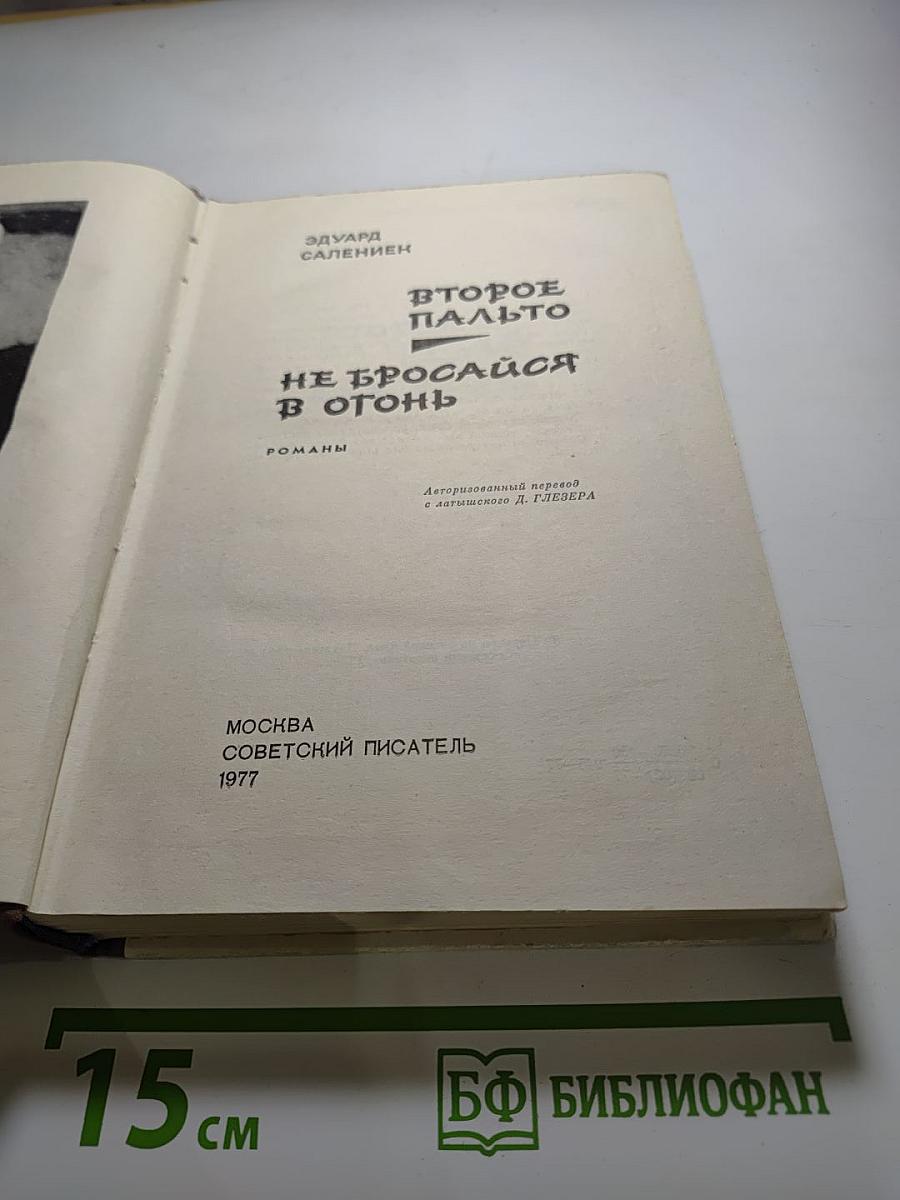 ЭДУАРД
САЛЕНИЕК
ВТОРОЕ
ПАЛЬТО
НЕ БРОСАЙСЯ
В ОГОНЬ
РОМАНЫ
Авторизованный перевод
с латышского Д. ГЛЕЗЕРА
МОСКВА
СОВЕТСКИЙ ПИСАТЕЛЬ
1977
15 см
БФ БИБЛИОФАН